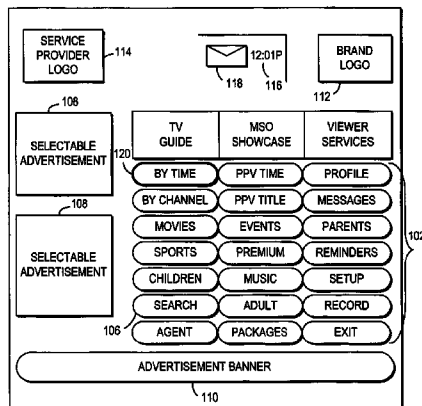 SERVICE
PROVIDER
LOGO
114
118
12:01P
116
BRAND
LOGO
112
108
SELECTABLE
ADVERTISEMENT
108
SELECTABLE
ADVERTISEMENT
TV
GUIDE
MSO
SHOWCASE
VIEWER
SERVICES
120
BY TIME PPV TIME PROFILE
BY CHANNEL PPV TITLE MESSAGES
MOVIES EVENTS PARENTS
SPORTS PREMIUM REMINDERS
CHILDREN MUSIC SETUP
SEARCH ADULT RECORD
AGENT PACKAGES EXIT
102
106
ADVERTISEMENT BANNER
110